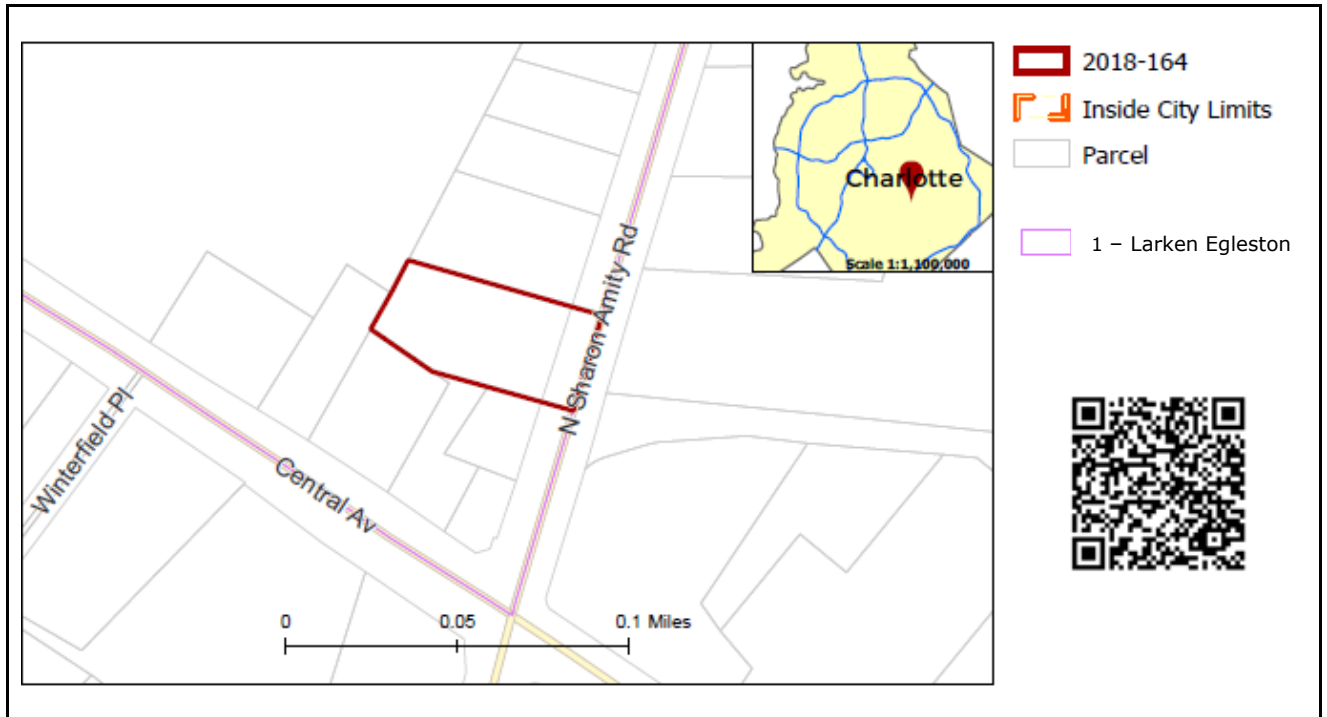 2018-164
Inside City Limits
Parcel
1 – Larken Egleston
Charlotte
Scale 1:1,100,000
N Sharon Amity Rd
Winterfield Pl
Central Av
0 0.05 0.1 Miles